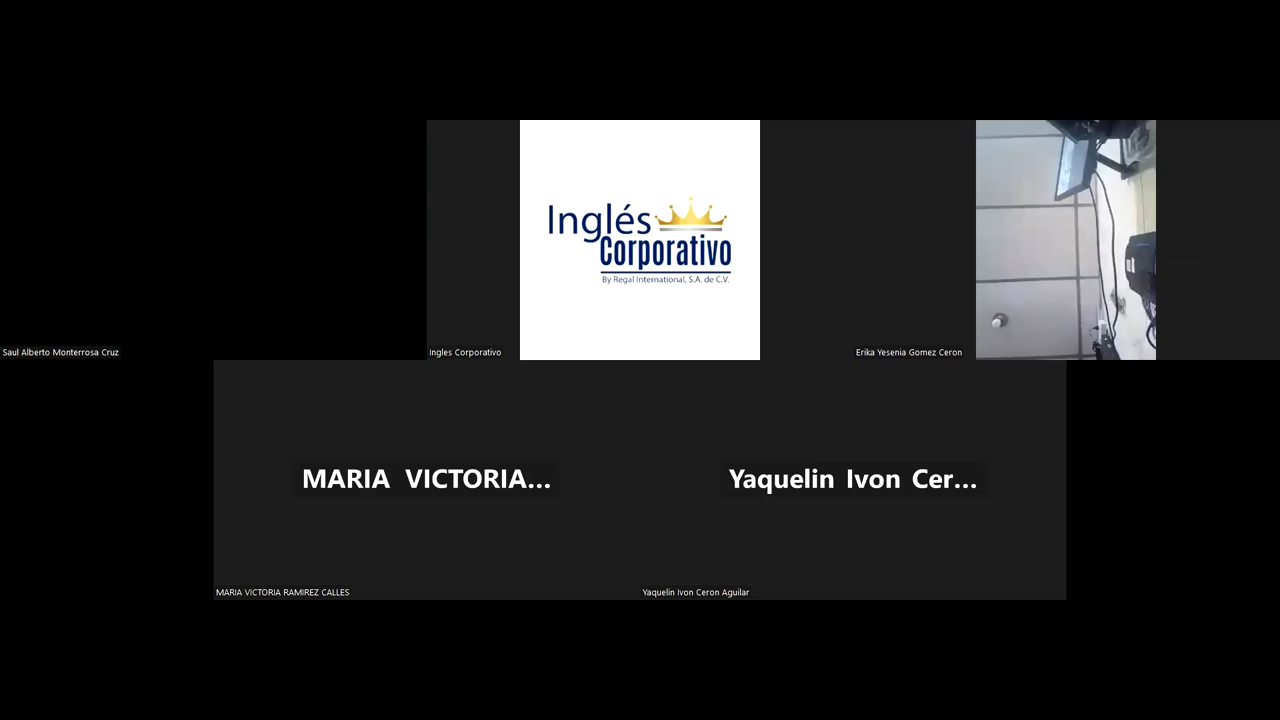 Inglés
Corporativo
By Regal International, S.A. de C.V.
Saul Alberto Monterrosa Cruz
Ingles Corporativo
Erika Yesenia Gomez Ceron
MARIA VICTORIA...
Yaquelin Ivon Cer...
MARIA VICTORIA RAMIREZ CALLES
Yaquelin Ivon Ceron Aguilar